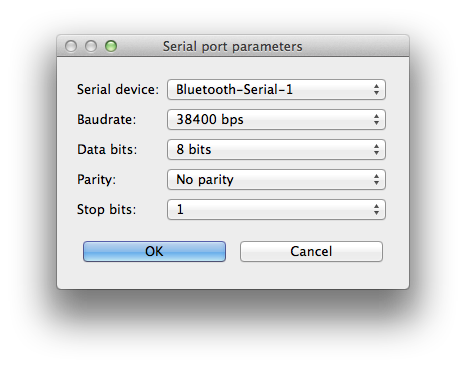 Serial port parameters
Serial device: Bluetooth-Serial-1
Baudrate: 38400 bps
Data bits: 8 bits
Parity: No parity
Stop bits: 1
OK Cancel